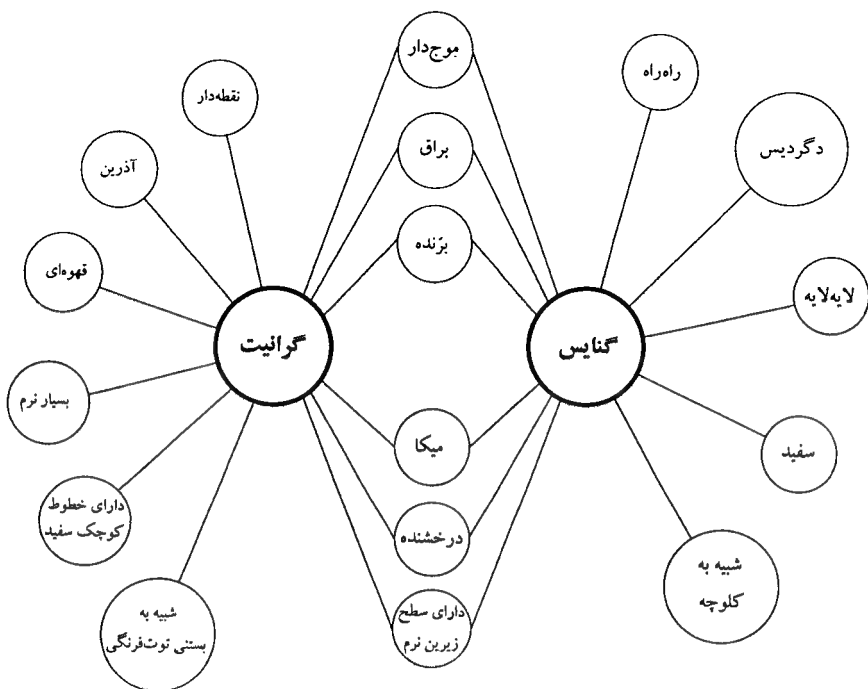 موج‌دار
راه‌راه
نقطه‌دار
دگردیس
براق
آذرین
برّنده
قهوه‌ای
لایه‌لایه
گنایس
گرانیت
بسیار نرم
میکا
سفید
دارای خطوط
کوچک سفید
درخشنده
شبیه به
کلوچه
دارای سطح
زیرین نرم
شبیه به
بستنی توت‌فرنگی